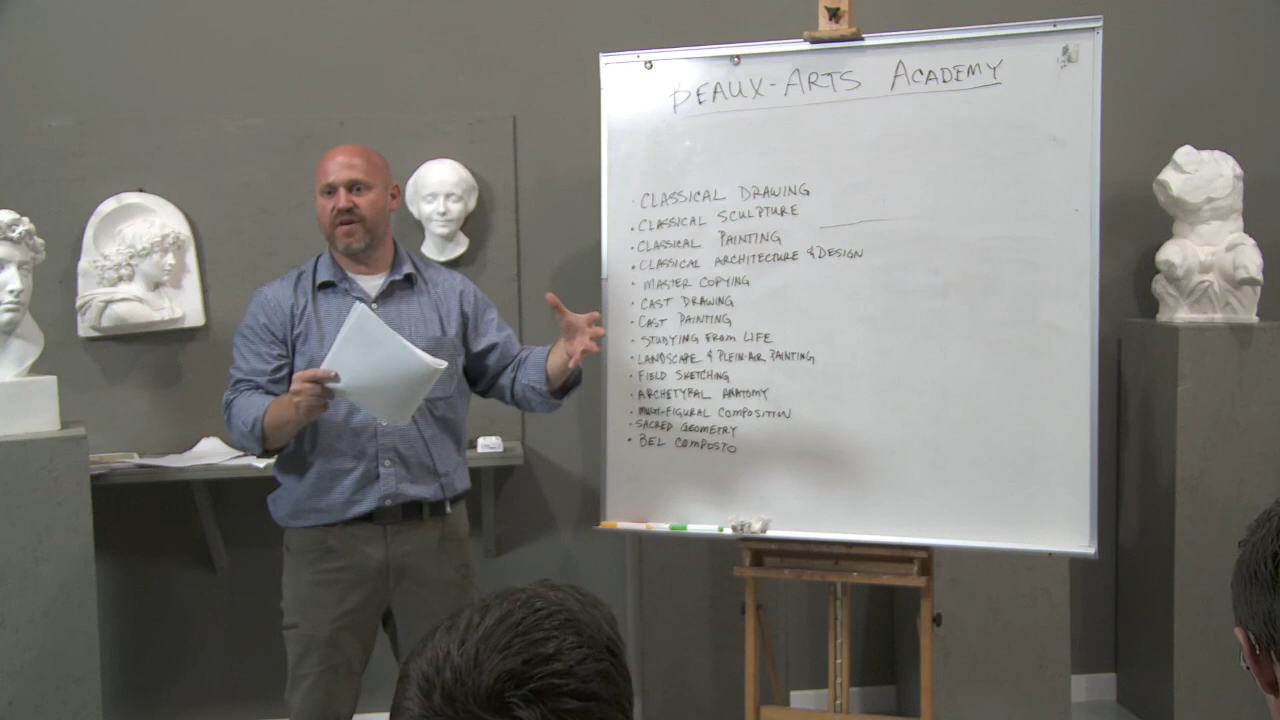 BEAUX-ARTS ACADEMY
· CLASSICAL DRAWING
· CLASSICAL SCULPTURE
· CLASSICAL PAINTING
· CLASSICAL ARCHITECTURE & DESIGN
· MASTER COPYING
· CAST DRAWING
· CAST PAINTING
· STUDYING FROM LIFE
· LANDSCAPE & PLEIN-AIR PAINTING
· FIELD SKETCHING
· ARCHETYPAL ANATOMY
· MULTI-FIGURAL COMPOSITION
· SACRED GEOMETRY
· BEL COMPOSTO